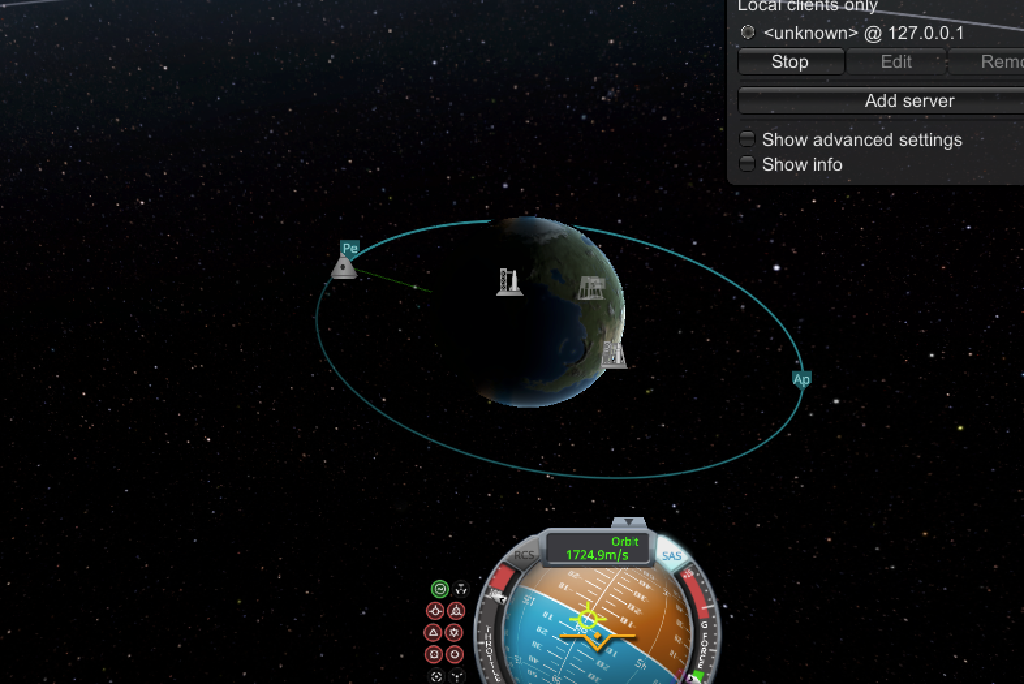 Local clients only
<unknown> @ 127.0.0.1
Stop
Edit
Remo
Add server
Show advanced settings
Show info
Pe
Ap
Orbit
RCS
1724.9m/s
SAS